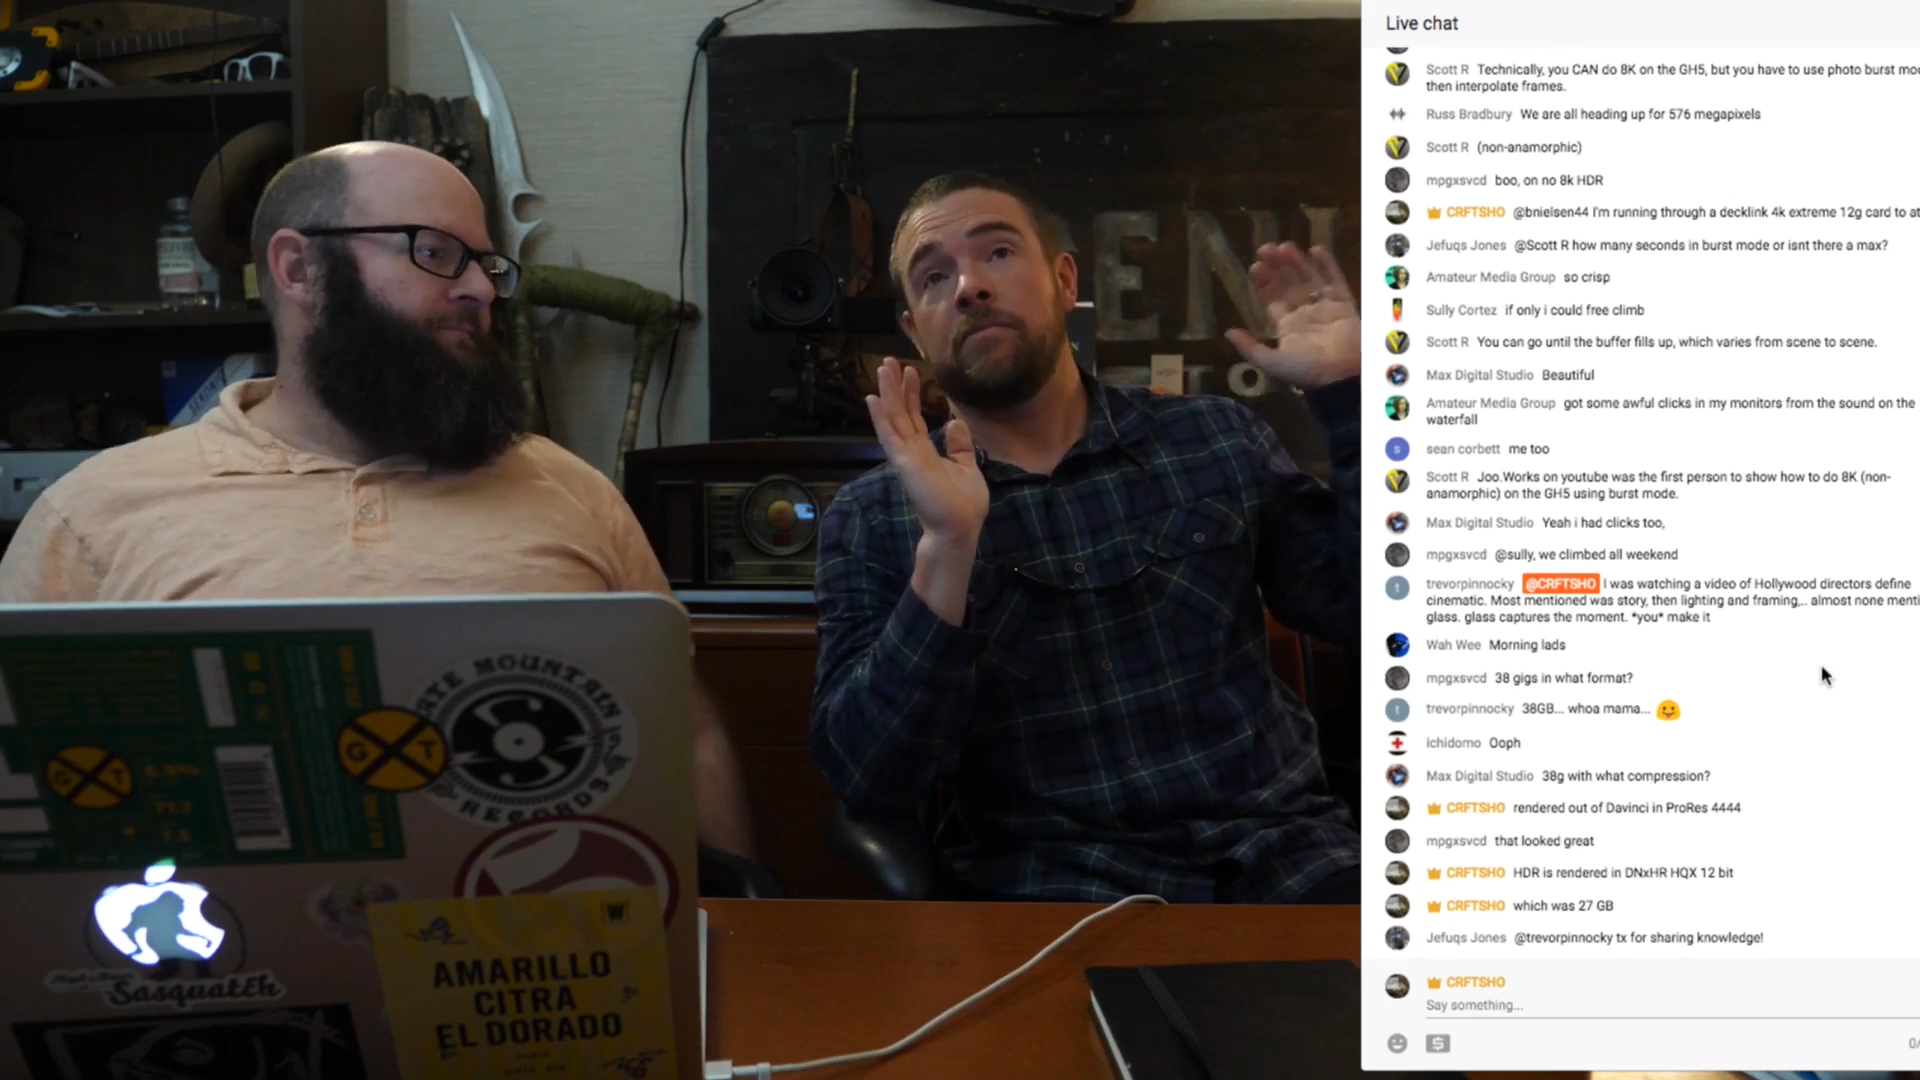 Live chat
Scott R Technically, you CAN do 8K on the GH5, but you have to use photo burst
then interpolate frames.
Russ Bradbury We are all heading up for 576 megapixels
Scott R (non-anamorphic)
mpgxsvcd boo, on no 8k HDR
CRFTSHO @bnielsen44 I'm running through a decklink 4k extreme 12g card to
Jefuqs Jones @Scott R how many seconds in burst mode or isnt there a max?
Amateur Media Group so crisp
Sully Cortez if only i could free climb
Scott R You can go until the buffer fills up, which varies from scene to scene.
Max Digital Studio Beautiful
Amateur Media Group got some awful clicks in my monitors from the sound on the
waterfall
s
sean corbett me too
Scott R Joo.Works on youtube was the first person to show how to do 8K (non-
anamorphic) on the GH5 using burst mode.
Max Digital Studio Yeah i had clicks too,
mpgxsvcd @sully, we climbed all weekend
t
trevorpinnocky @CRFTSHO I was watching a video of Hollywood directors define
cinematic. Most mentioned was story, then lighting and framing,.. almost none
glass. glass captures the moment. *you* make it
Wah Wee Morning lads
mpgxsvcd 38 gigs in what format?
t
trevorpinnocky 38GB... whoa mama... 😛
ichidomo Ooph
Max Digital Studio 38g with what compression?
CRFTSHO rendered out of Davinci in ProRes 4444
mpgxsvcd that looked great
CRFTSHO HDR is rendered in DNxHR HQX 12 bit
CRFTSHO which was 27 GB
Jefuqs Jones @trevorpinnocky tx for sharing knowledge!
CRFTSHO
Say something...
0/
MOUNTAIN
RECORDS
G T
G T
W
AMARILLO
CITRA
EL DORADO
Sasquatch